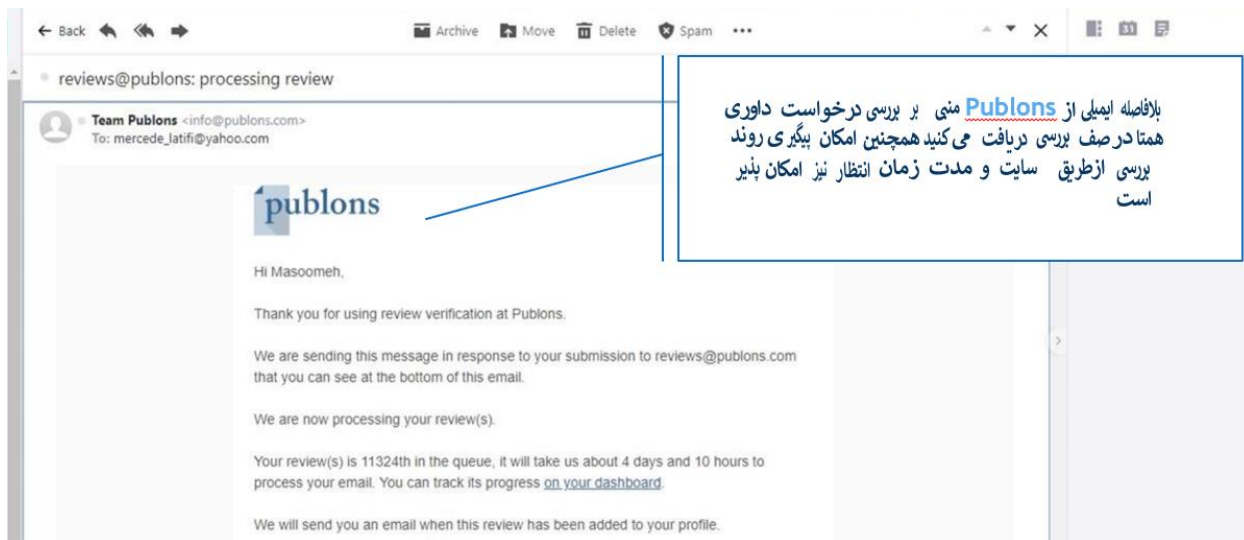 ← Back
Archive
Move
Delete
Spam
31
reviews@publons: processing review
Team Publons <info@publons.com>
To: mercede_latifi@yahoo.com
بلافاصله ایمیلی از Publons منی بر بررسی درخواست داوری
همتا در صف بررسی دریافت می‌کنید همچنین امکان پیگیری روند
بررسی ازطریق سایت و مدت زمان انتظار نیز امکان پذیر
است
publons
Hi Masoomeh,
Thank you for using review verification at Publons.
We are sending this message in response to your submission to reviews@publons.com
that you can see at the bottom of this email.
We are now processing your review(s).
Your review(s) is 11324th in the queue, it will take us about 4 days and 10 hours to
process your email. You can track its progress on your dashboard.
We will send you an email when this review has been added to your profile.